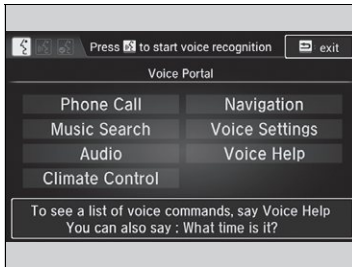 Press to start voice recognition
exit
Voice Portal
Phone Call
Navigation
Music Search
Voice Settings
Audio
Voice Help
Climate Control
To see a list of voice commands, say Voice Help
You can also say : What time is it?